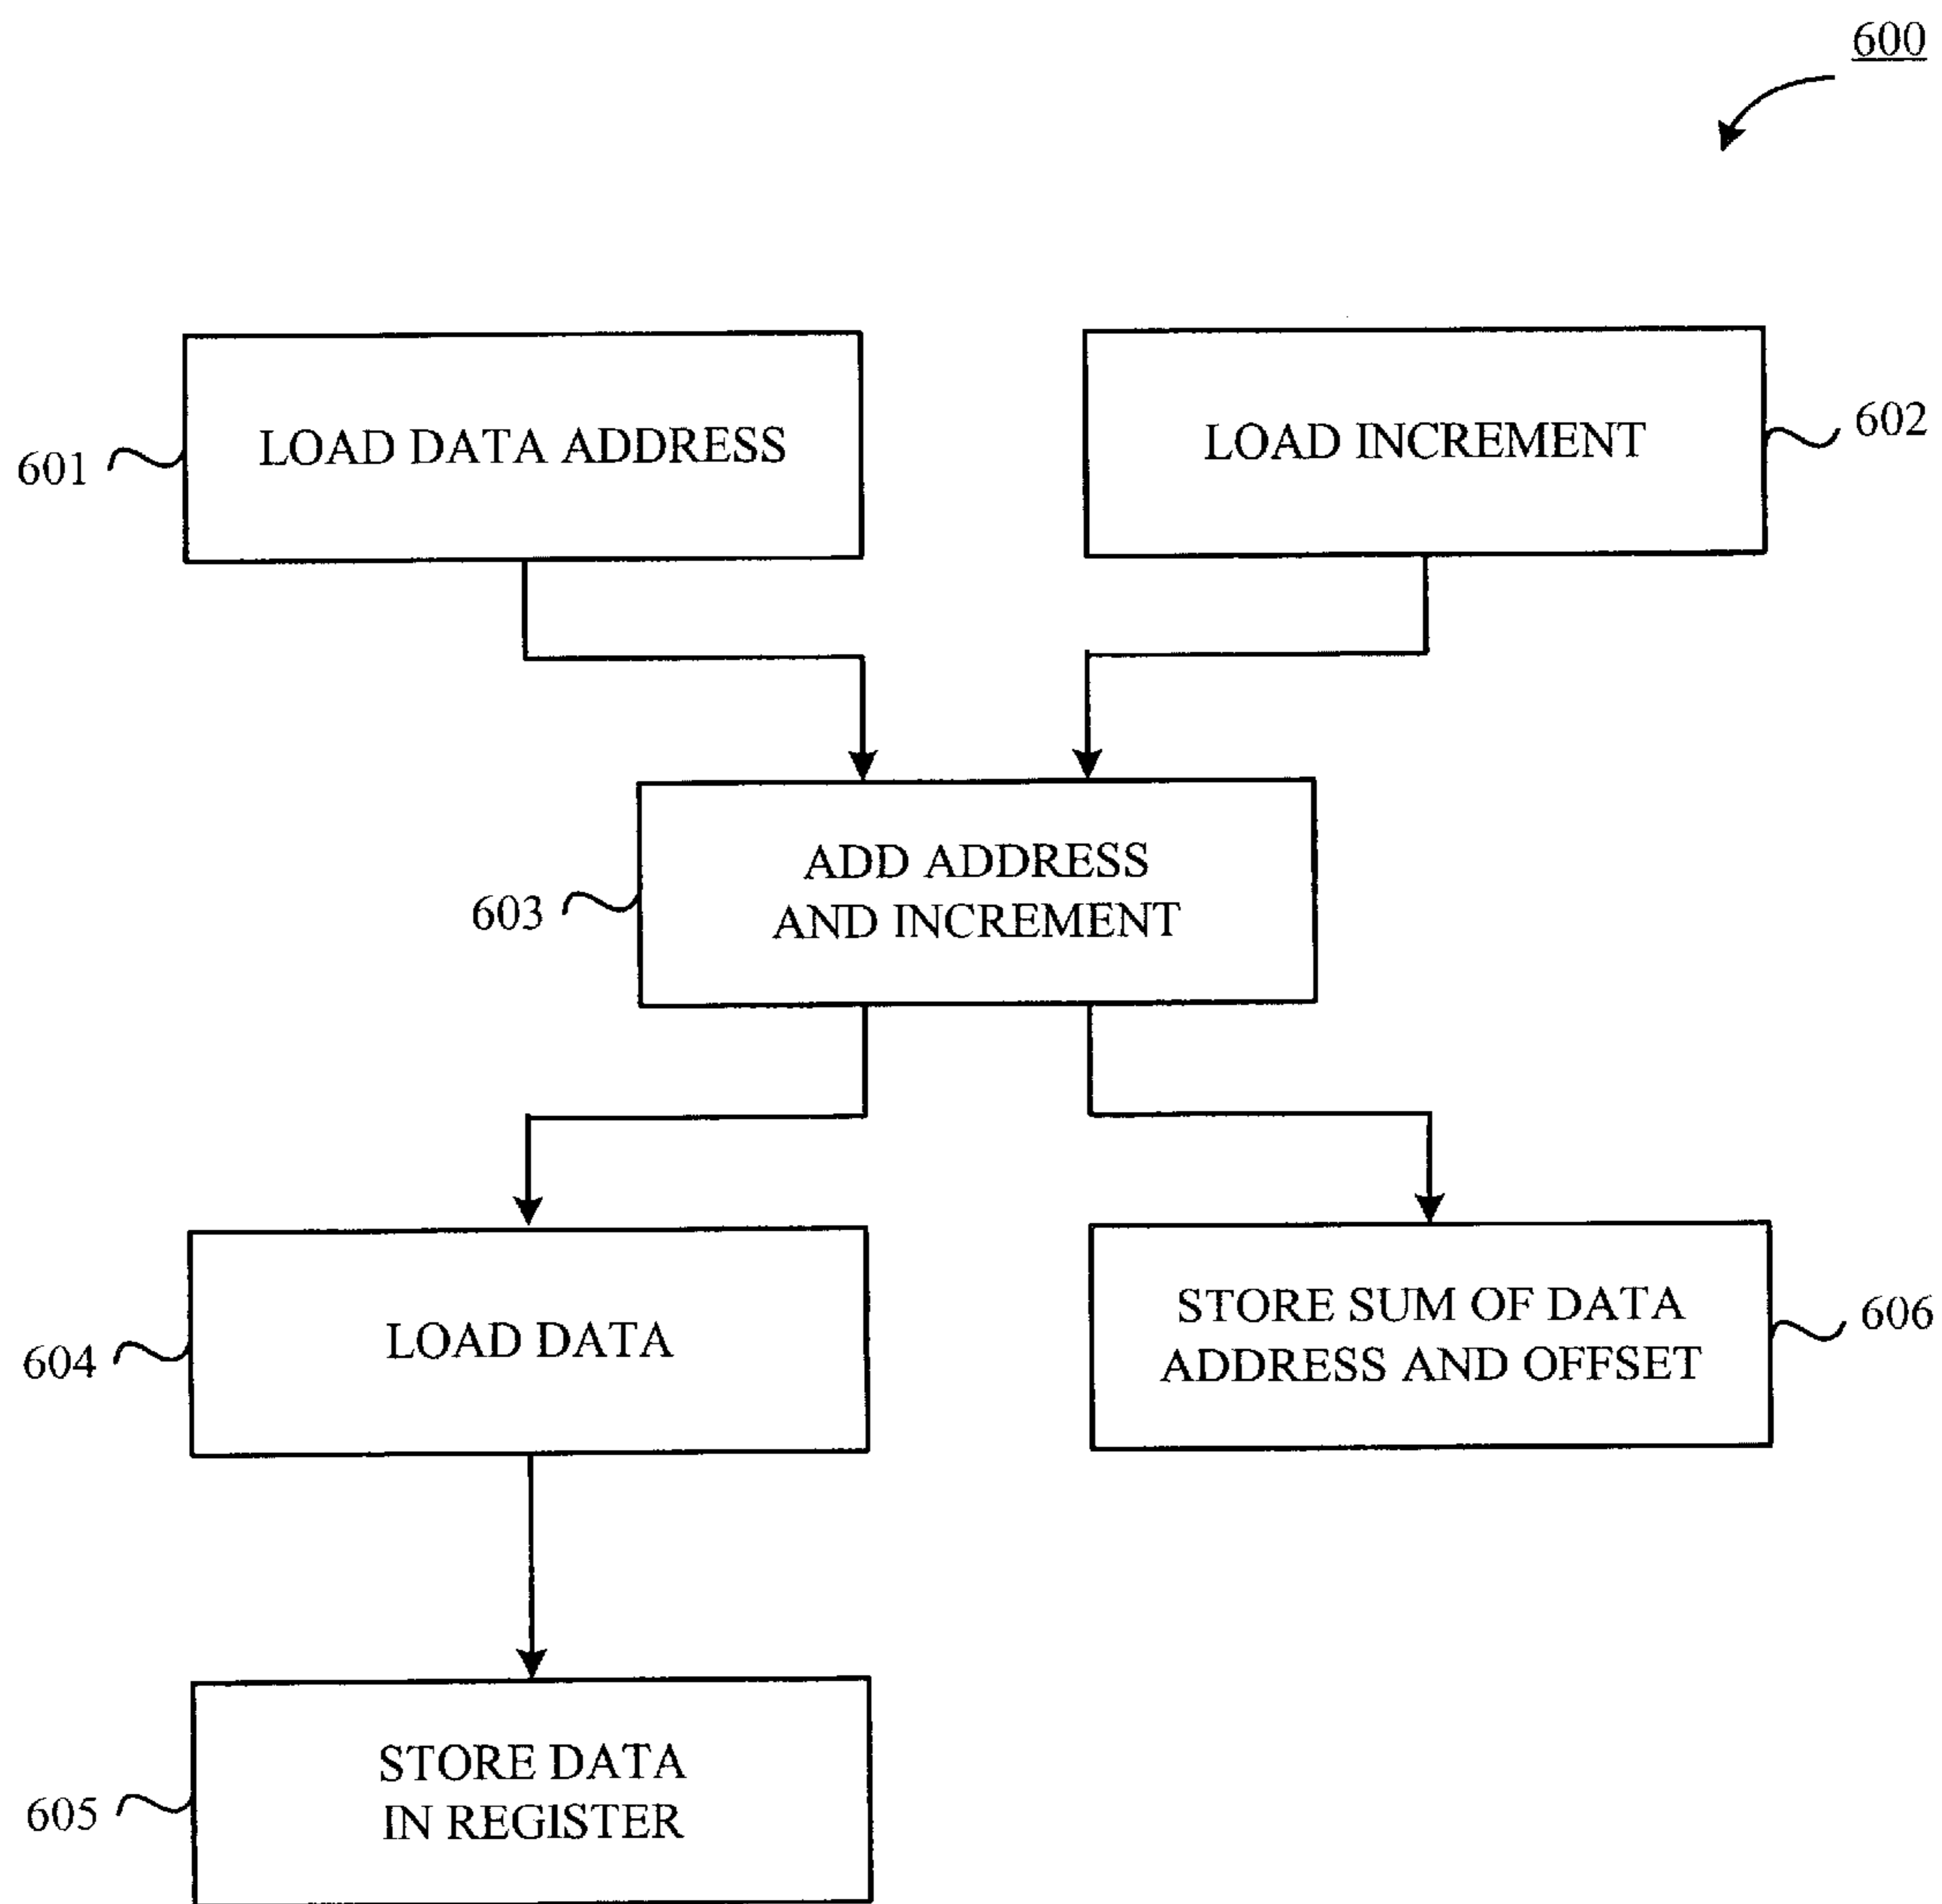 600
LOAD DATA ADDRESS
601
LOAD INCREMENT
602
ADD ADDRESS
AND INCREMENT
603
LOAD DATA
604
STORE SUM OF DATA
ADDRESS AND OFFSET
606
STORE DATA
IN REGISTER
605